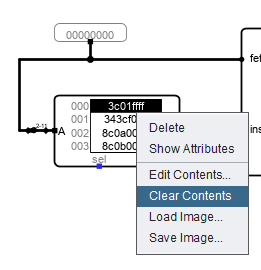 00000000
fet
2-11
A
000 3c01ffff
001 343cf0
002 8c0a00
003 8c0b00
sel
ins
Delete
Show Attributes
Edit Contents...
Clear Contents
Load Image...
Save Image...